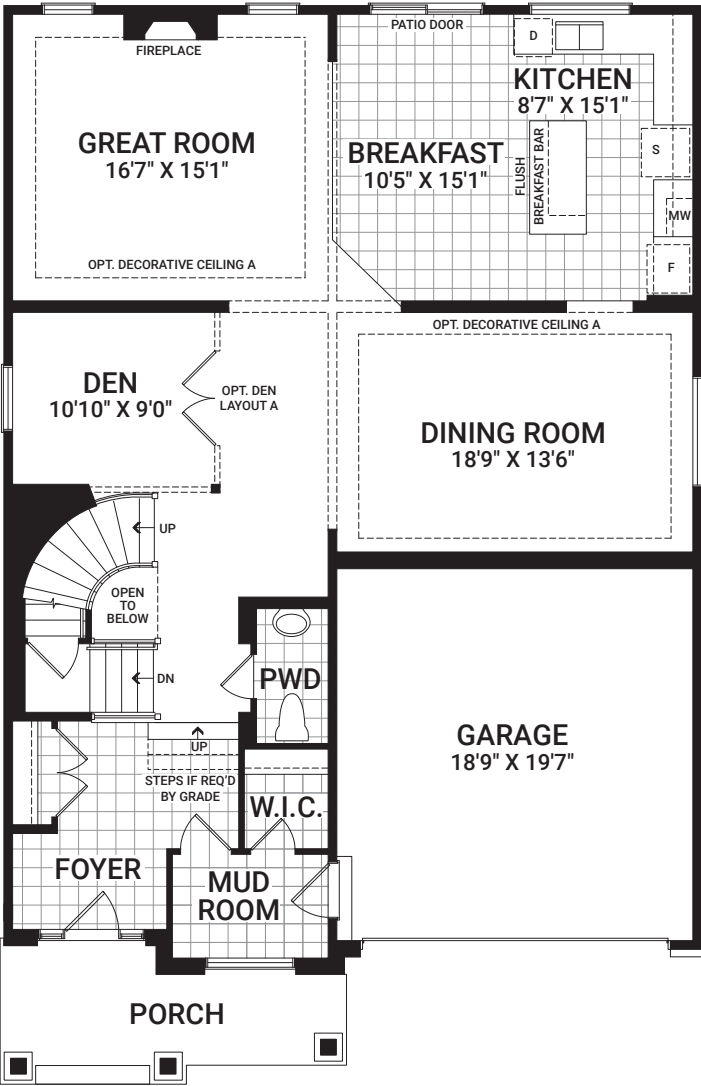 PATIO DOOR
D
FIREPLACE
KITCHEN
8'7" X 15'1"
GREAT ROOM
16'7" X 15'1"
BREAKFAST
10'5" X 15'1"
FLUSH
BREAKFAST BAR
S
MW
F
OPT. DECORATIVE CEILING A
OPT. DECORATIVE CEILING A
DEN
10'10" X 9'0"
OPT. DEN
LAYOUT A
DINING ROOM
18'9" X 13'6"
UP
OPEN
TO
BELOW
DN
PWD
UP
GARAGE
18'9" X 19'7"
STEPS IF REQ'D
BY GRADE
W.I.C.
FOYER
MUD
ROOM
PORCH